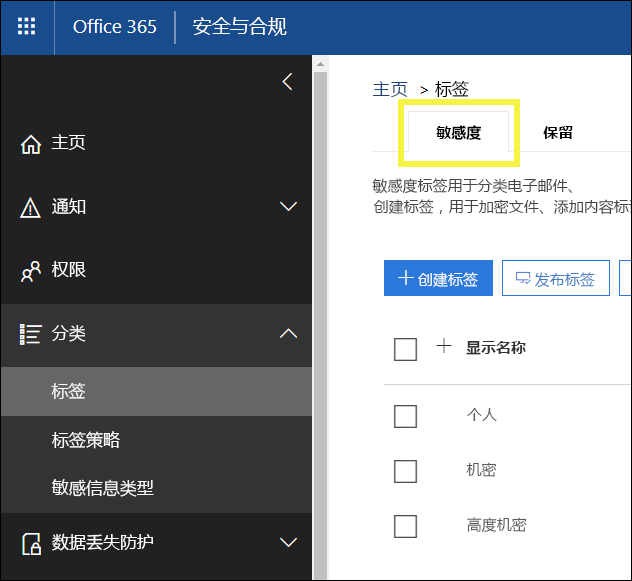 Office 365 安全与合规
主页
通知
权限
分类
标签
标签策略
敏感信息类型
数据丢失防护
主页 > 标签
敏感度 保留
敏感度标签用于分类电子邮件、
创建标签，用于加密文件、添加内容标
+ 创建标签 发布标签
+ 显示名称
个人
机密
高度机密